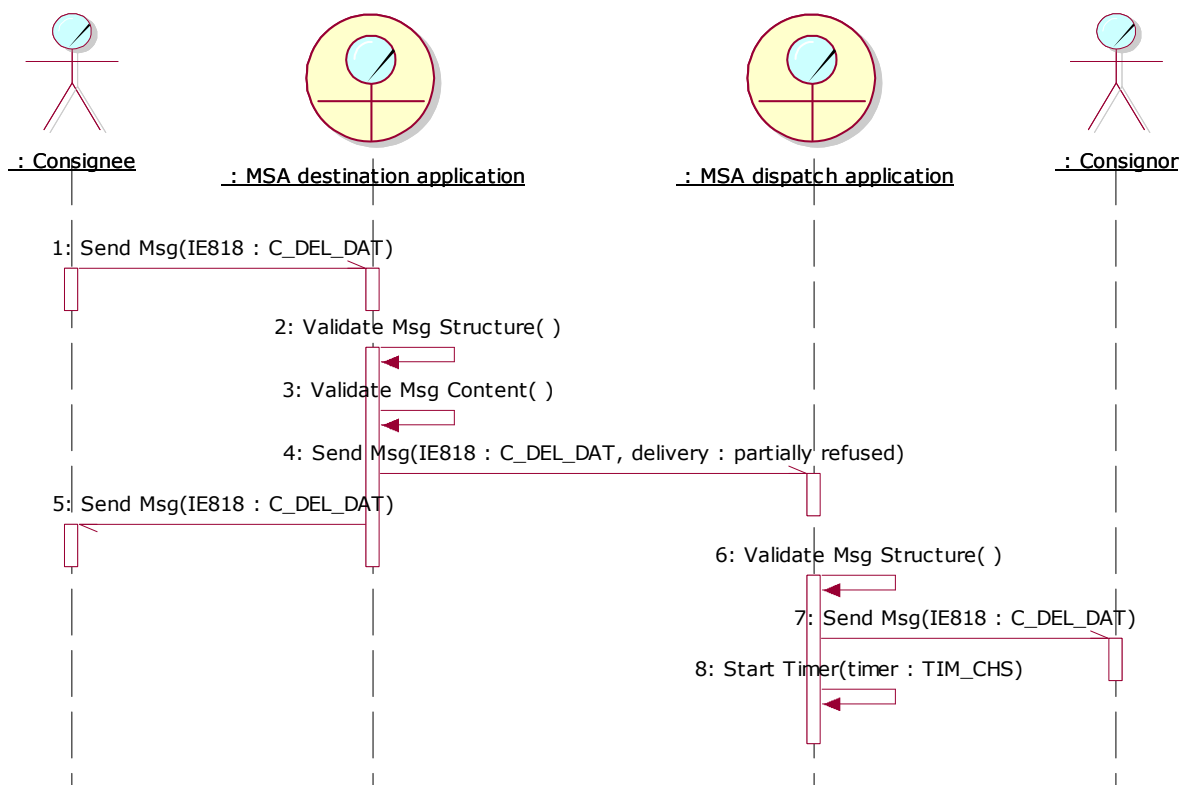 : Consignee
: MSA destination application
: MSA dispatch application
: Consignor
1: Send Msg(IE818 : C_DEL_DAT)
2: Validate Msg Structure( )
3: Validate Msg Content( )
4: Send Msg(IE818 : C_DEL_DAT, delivery : partially refused)
5: Send Msg(IE818 : C_DEL_DAT)
6: Validate Msg Structure( )
7: Send Msg(IE818 : C_DEL_DAT)
8: Start Timer(timer : TIM_CHS)